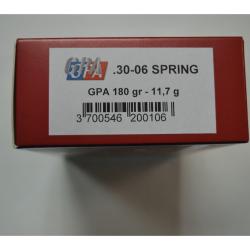 GPA .30-06 SPRING
GPA 180 gr - 11,7 g
3 700546 200106